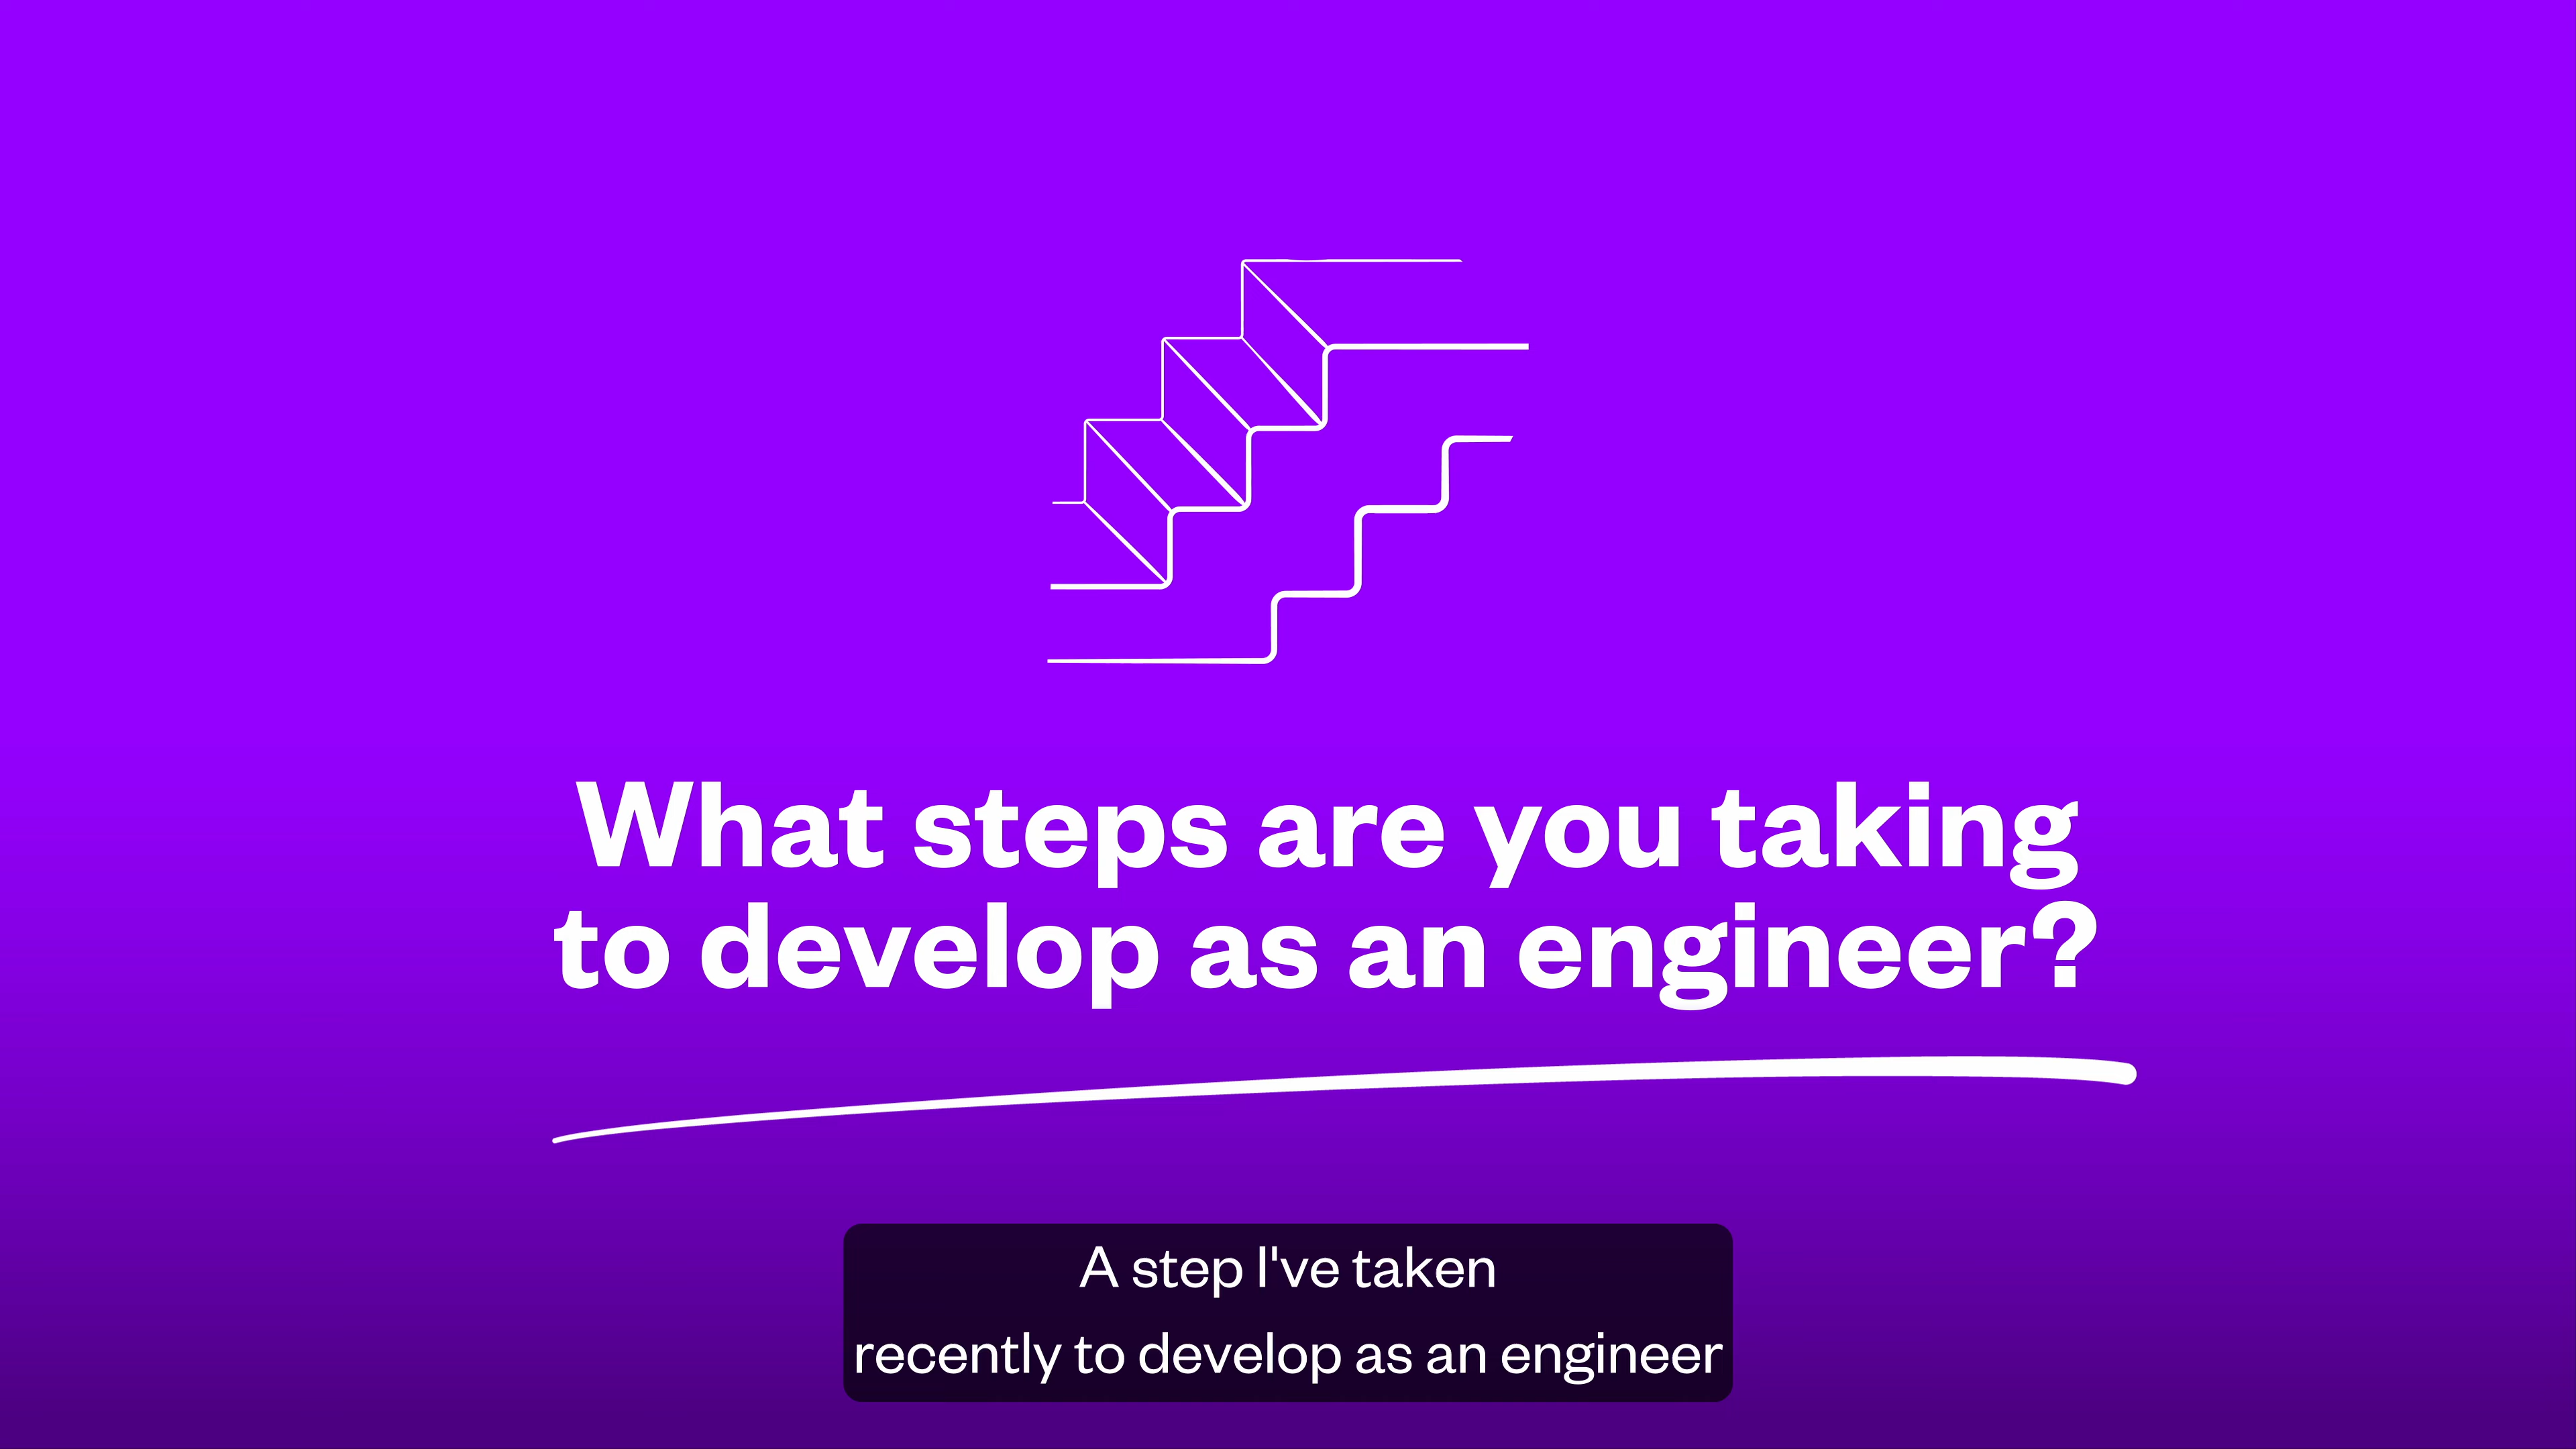 What steps are you taking
to develop as an engineer?
A step I've taken
recently to develop as an engineer